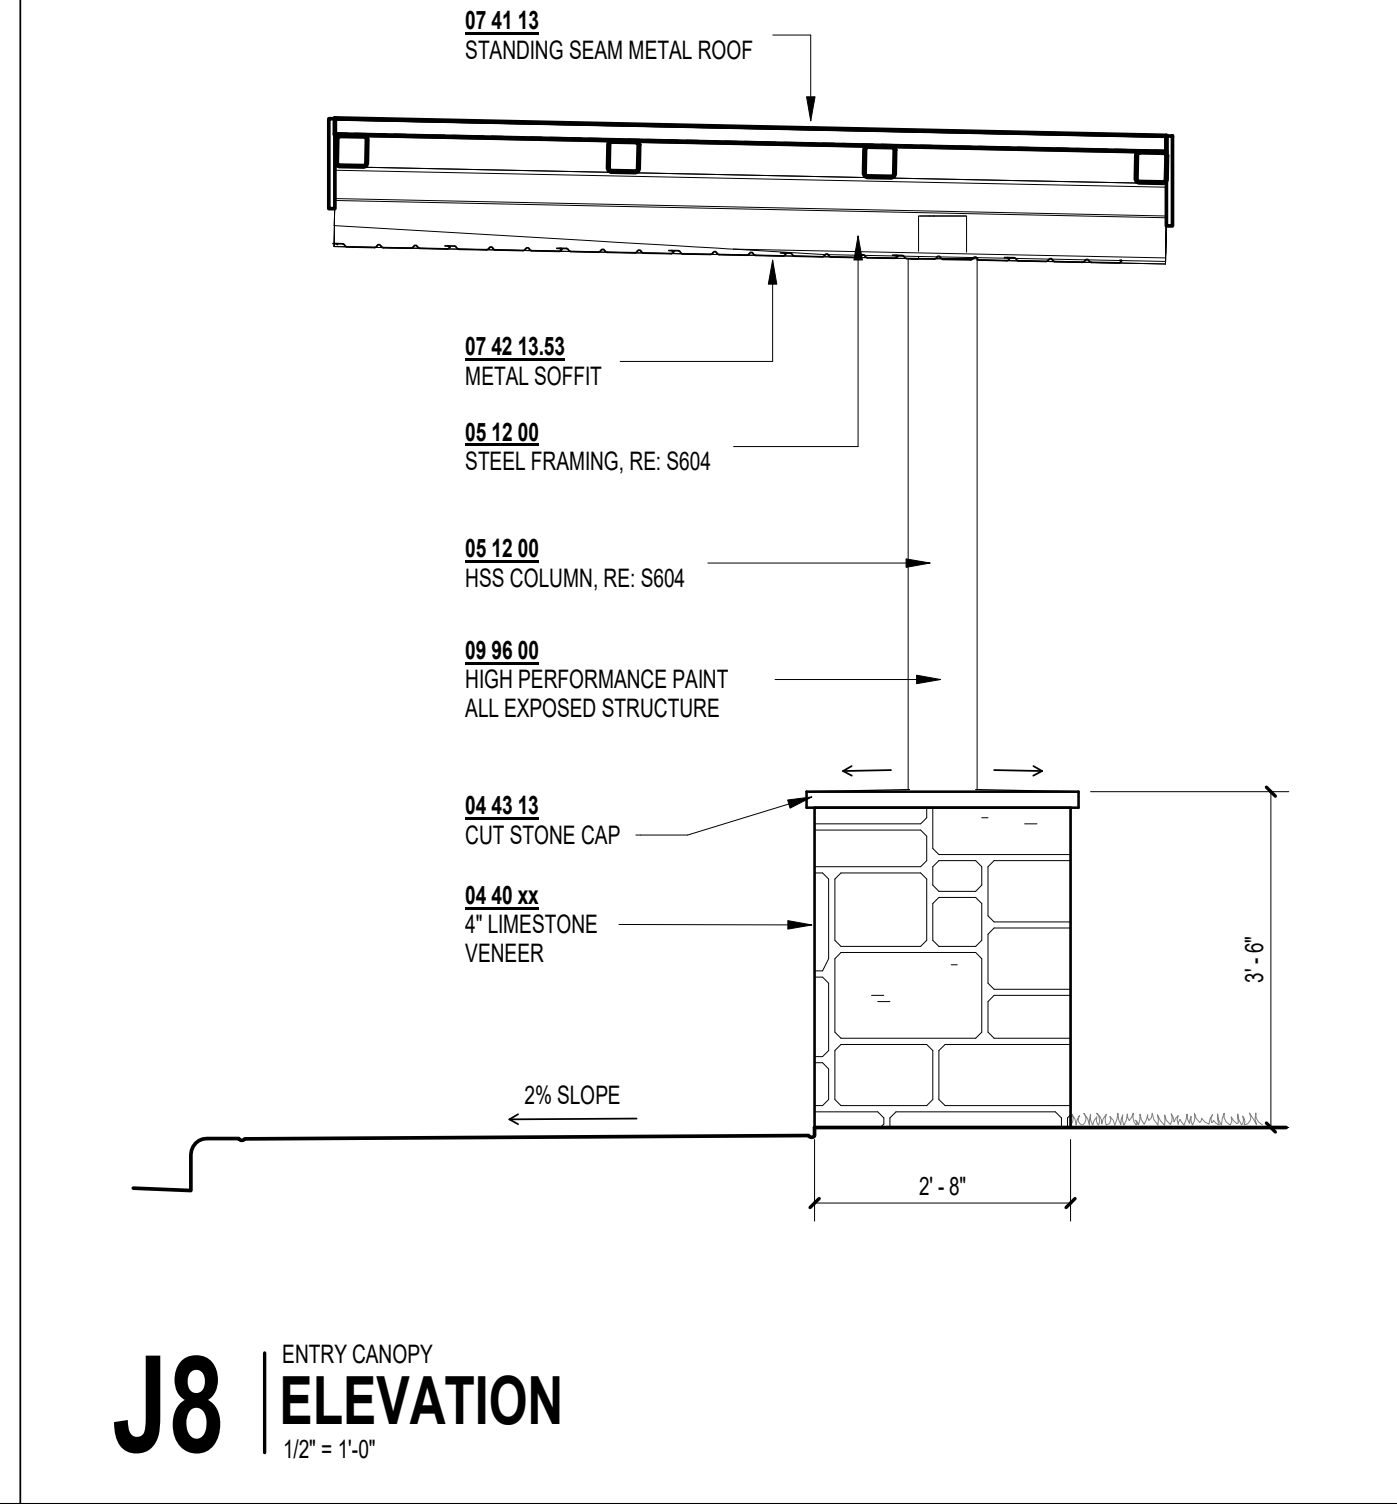 07 41 13
STANDING SEAM METAL ROOF
07 42 13.53
METAL SOFFIT
05 12 00
STEEL FRAMING, RE: S604
05 12 00
HSS COLUMN, RE: S604
09 96 00
HIGH PERFORMANCE PAINT
ALL EXPOSED STRUCTURE
04 43 13
CUT STONE CAP
04 40 xx
4" LIMESTONE
VENEER
3' - 6"
2% SLOPE
2' - 8"
J8
ENTRY CANOPY
ELEVATION
1/2" = 1'-0"